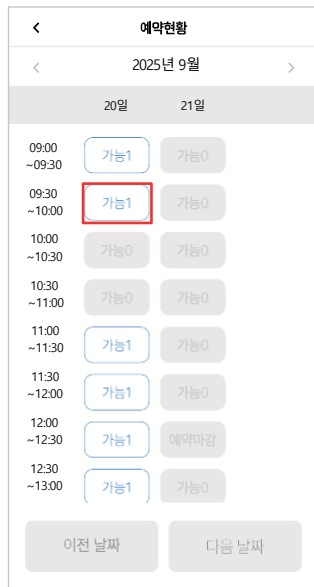 예약현황
2025년 9월
20일 21일
09:00
~09:30 가능1 가능0
09:30
~10:00 가능1 가능0
10:00
~10:30 가능0 가능0
10:30
~11:00 가능0 가능0
11:00
~11:30 가능1 가능0
11:30
~12:00 가능1 가능0
12:00
~12:30 가능1 예약마감
12:30
~13:00 가능1 가능0
이전 날짜 다음 날짜